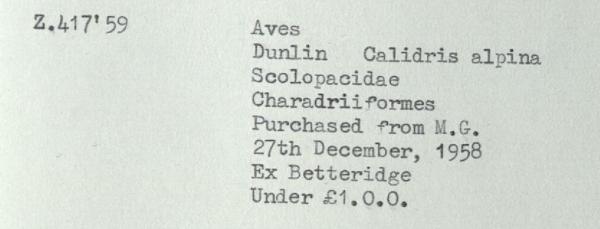 Z.417'59
Aves
Dunlin Calidris alpina
Scolopacidae
Charadriiformes
Purchased from M.G.
27th December, 1958
Ex Betteridge
Under £1.0.0.